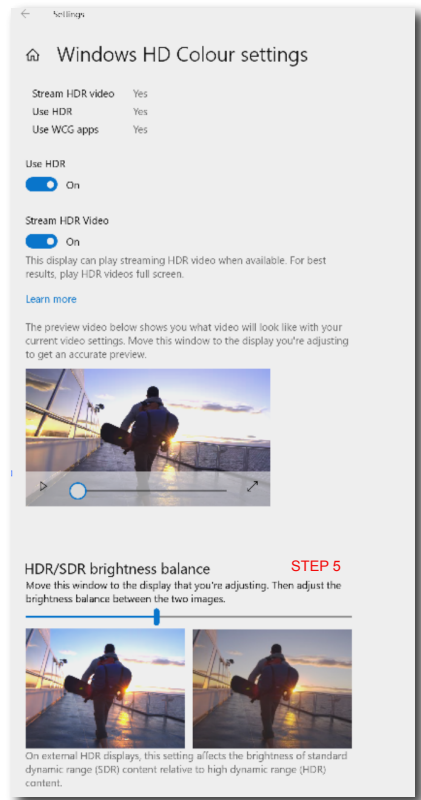 Settings
Windows HD Colour settings
Stream HDR video Yes
Use HDR Yes
Use WCG apps Yes
Use HDR
On
Stream HDR Video
On
This display can play streaming HDR video when available. For best
results, play HDR videos full screen.
Learn more
The preview video below shows you what video will look like with your
current video settings. Move this window to the display you're adjusting
to get an accurate preview.
HDR/SDR brightness balance STEP 5
Move this window to the display that you're adjusting. Then adjust the
brightness balance between the two images.
On external HDR displays, this setting affects the brightness of standard
dynamic range (SDR) content relative to high dynamic range (HDR)
content.